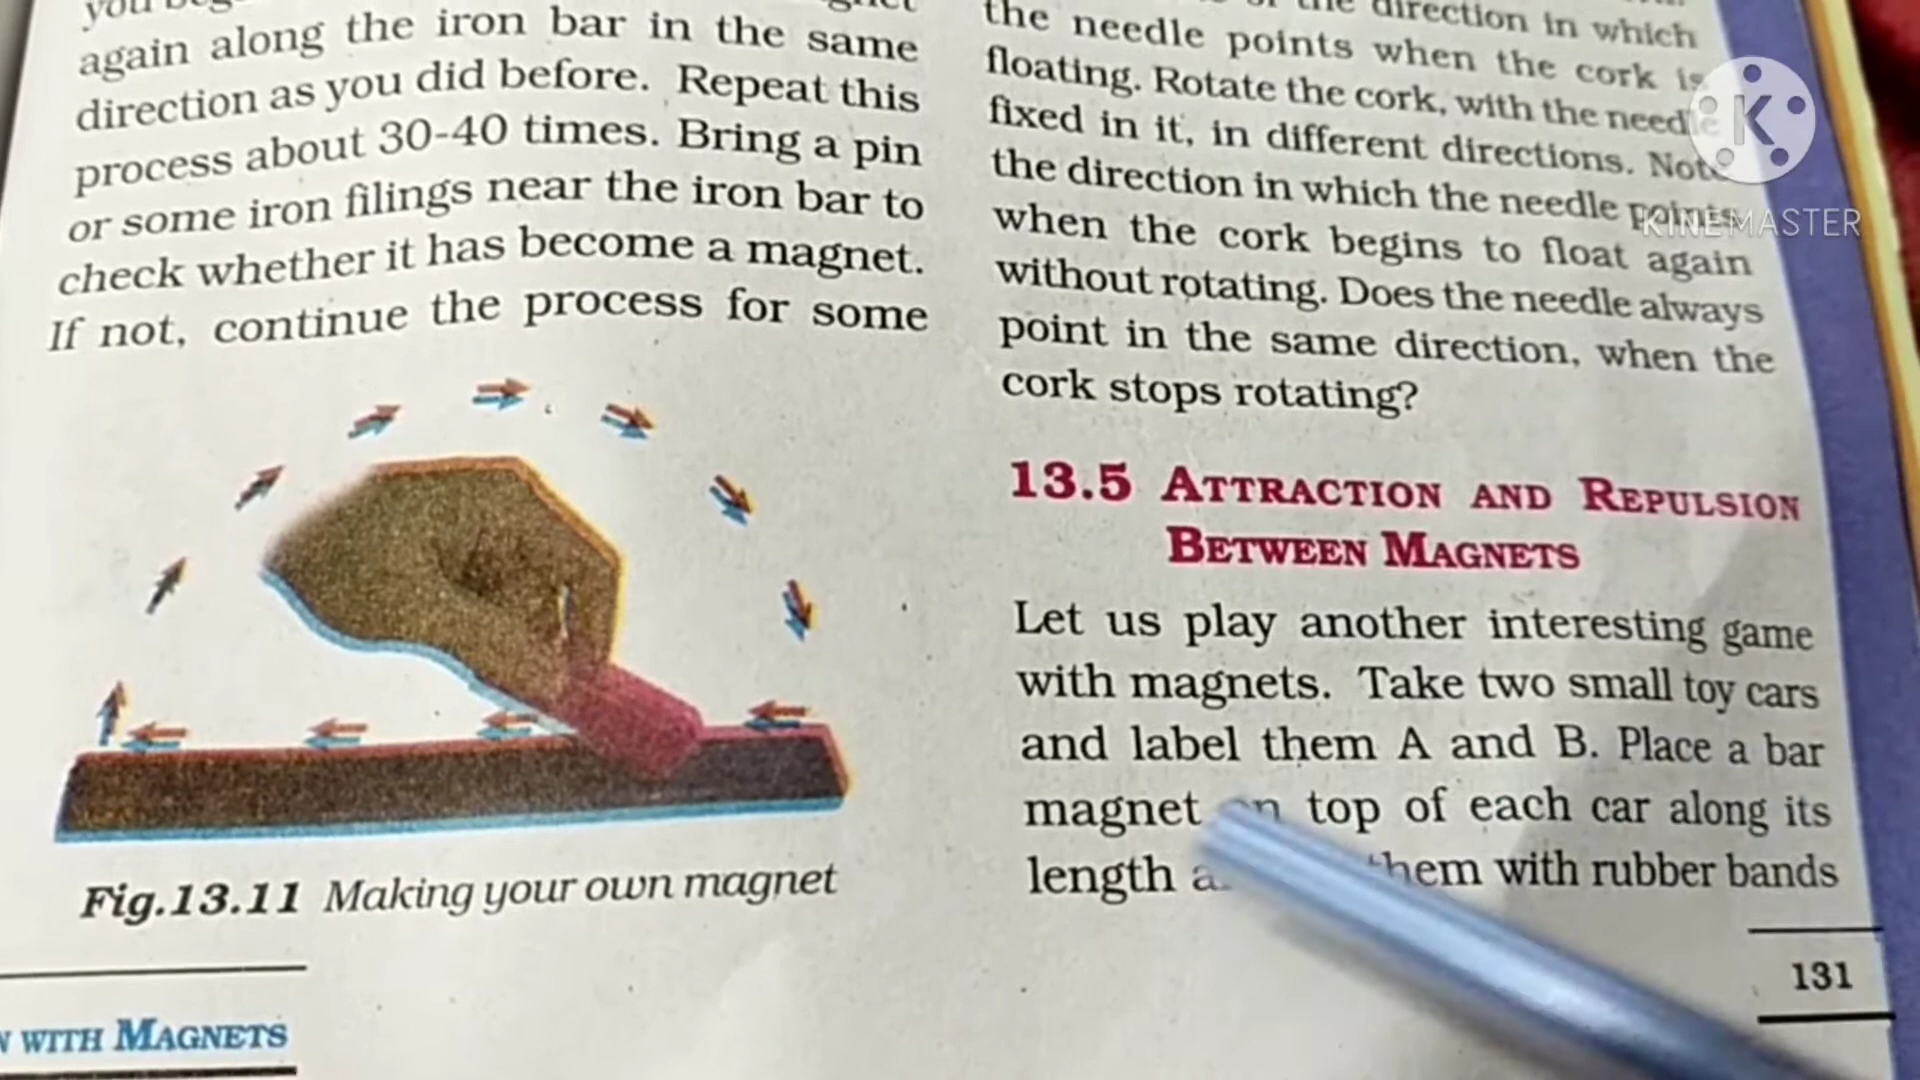 again along the iron bar in the same
direction as you did before. Repeat this
process about 30-40 times. Bring a pin
or some iron filings near the iron bar to
check whether it has become a magnet.
If not, continue the process for some
Fig.13.11 Making your own magnet
WITH MAGNETS
the direction in which
the needle points when the cork is
floating. Rotate the cork, with the needle
fixed in it, in different directions. Note
the direction in which the needle points
when the cork begins to float again
without rotating. Does the needle always
point in the same direction, when the
cork stops rotating?
13.5 ATTRACTION AND REPULSION
BETWEEN MAGNETS
Let us play another interesting game
with magnets. Take two small toy cars
and label them A and B. Place a bar
magnet on top of each car along its
length them with rubber bands
131
K
KINEMASTER